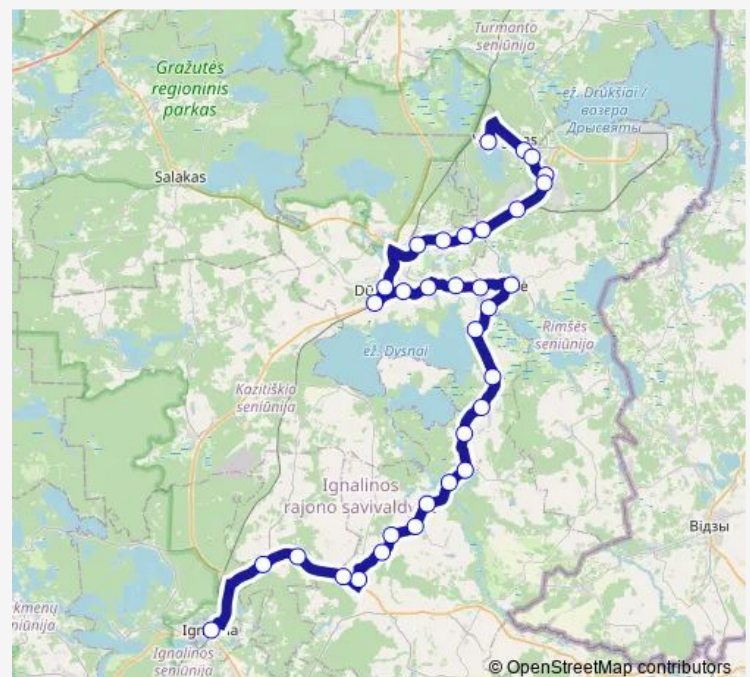 Turmanto
seniūnija
Gražutės
regioninis
parkas
ež. Drūkšiai /
возера
Дрысвяты
Salakas
Rimšės
seniūnija
ež. Dysnai
Kazitiškio
seniūnija
Ignalinos
rajono savivaldy
Відзы
Ignalinos
seniūnija
© OpenStreetMap contributors